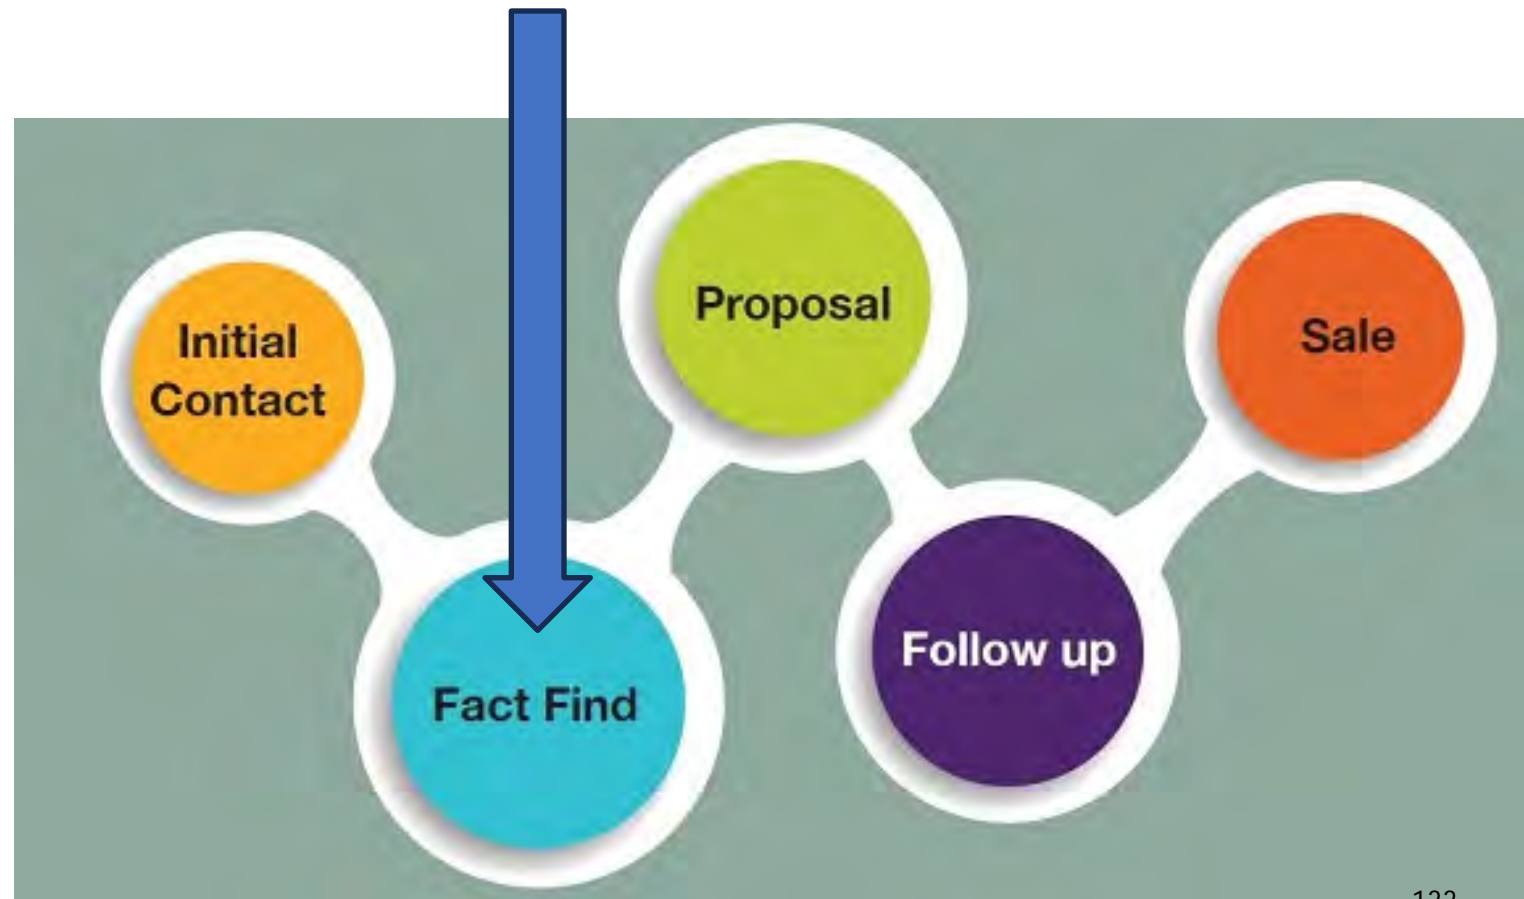 Initial
Contact
Fact Find
Proposal
Follow up
Sale